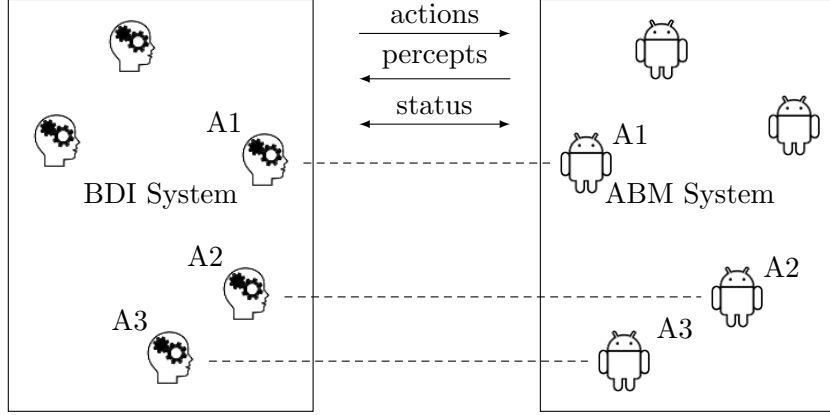 actions
percepts
status
A1
BDI System
A2
A3
A1
ABM System
A2
A3